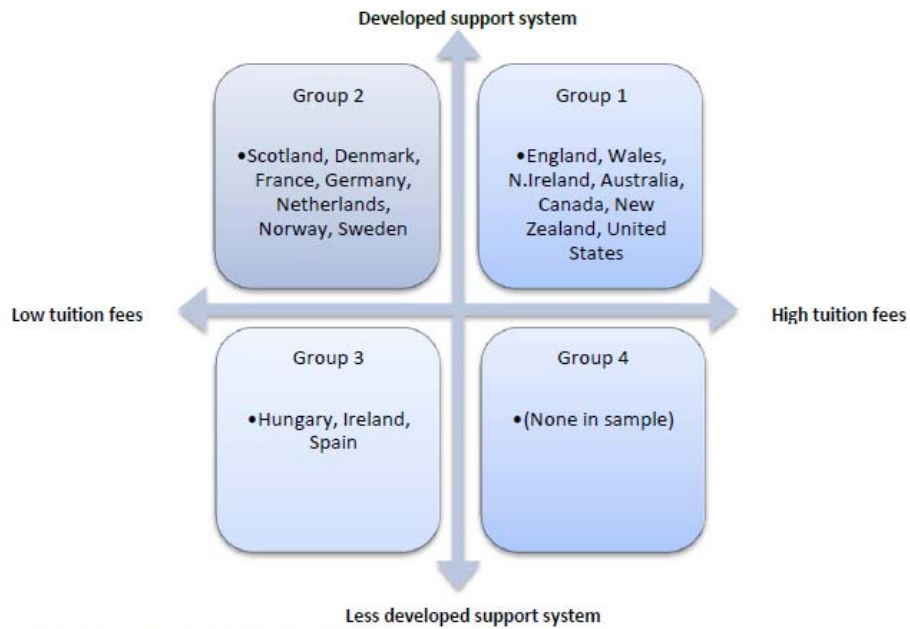 Developed support system
Group 2
•Scotland, Denmark,
France, Germany,
Netherlands,
Norway, Sweden
Group 1
•England, Wales,
N.Ireland, Australia,
Canada, New
Zealand, United
States
Low tuition fees
High tuition fees
Group 3
•Hungary, Ireland,
Spain
Group 4
•(None in sample)
Less developed support system